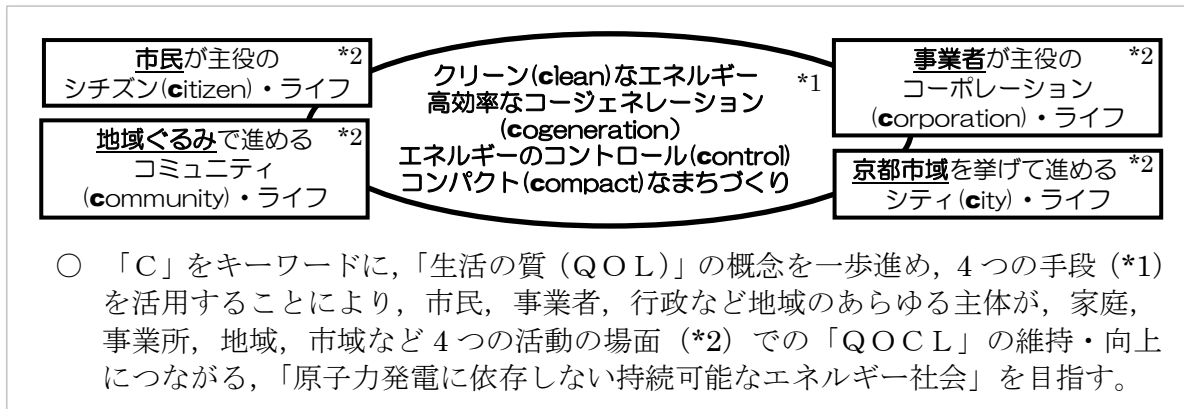 市民が主役の *2
シチズン(citizen)・ライフ
地域ぐるみで進める *2
コミュニティ
(community)・ライフ
クリーン(clean)なエネルギー *1
高効率なコージェネレーション
(cogeneration)
エネルギーのコントロール(control)
コンパクト(compact)なまちづくり
事業者が主役の *2
コーポレーション
(corporation)・ライフ
京都市域を挙げて進める *2
シティ(city)・ライフ
○ 「C」をキーワードに,「生活の質(QOL)」の概念を一歩進め,4つの手段(*1)
を活用することにより,市民,事業者,行政など地域のあらゆる主体が,家庭,
事業所,地域,市域など4つの活動の場面(*2)での「QOCL」の維持・向上
につながる,「原子力発電に依存しない持続可能なエネルギー社会」を目指す。